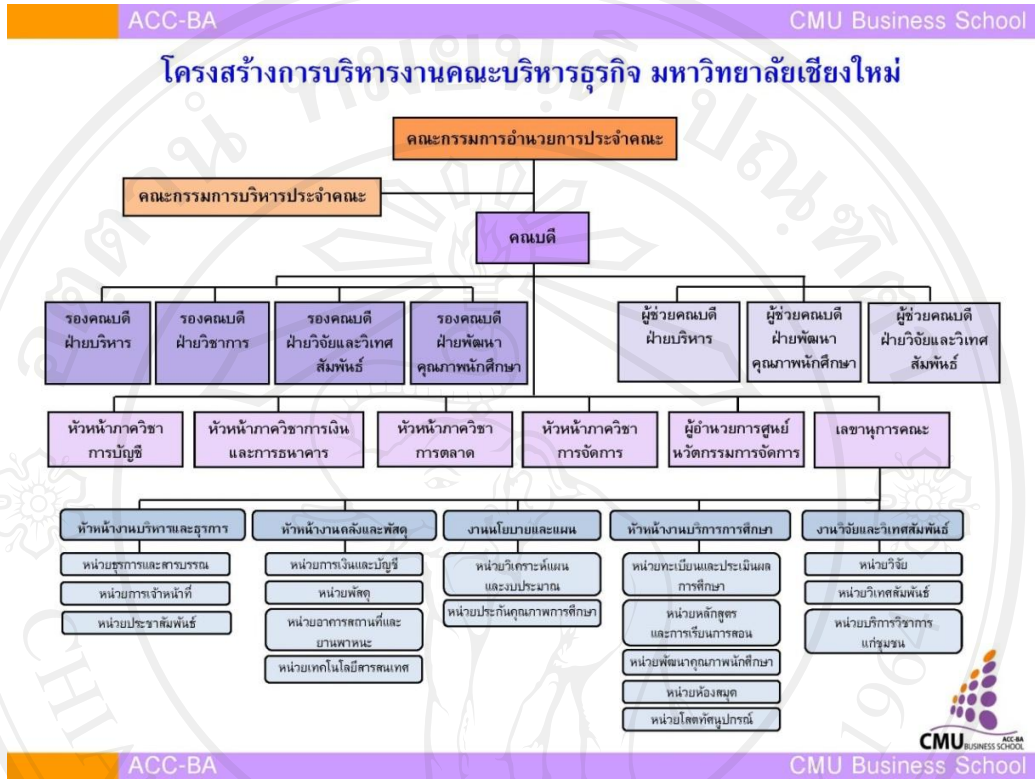 ACC-BA
CMU Business School
โครงสร้างการบริหารงานคณะบริหารธุรกิจ มหาวิทยาลัยเชียงใหม่
คณะกรรมการอำนวยการประจำคณะ
คณะกรรมการบริหารประจำคณะ
คณบดี
รองคณบดี
ฝ่ายบริหาร
รองคณบดี
ฝ่ายวิชาการ
รองคณบดี
ฝ่ายวิจัยและวิเทศ
สัมพันธ์
รองคณบดี
ฝ่ายพัฒนา
คุณภาพนักศึกษา
ผู้ช่วยคณบดี
ฝ่ายบริหาร
ผู้ช่วยคณบดี
ฝ่ายพัฒนา
คุณภาพนักศึกษา
ผู้ช่วยคณบดี
ฝ่ายวิจัยและวิเทศ
สัมพันธ์
หัวหน้าภาควิชา
การบัญชี
หัวหน้าภาควิชาการเงิน
และการธนาคาร
หัวหน้าภาควิชา
การตลาด
หัวหน้าภาควิชา
การจัดการ
ผู้อำนวยการศูนย์
นวัตกรรมการจัดการ
เลขานุการคณะ
หัวหน้างานบริหารและธุรการ
หน่วยธุรการและสารบรรณ
หน่วยการเจ้าหน้าที่
หน่วยประชาสัมพันธ์
หัวหน้างานคลังและพัสดุ
หน่วยการเงินและบัญชี
หน่วยพัสดุ
หน่วยอาคารสถานที่และ
ยานพาหนะ
หน่วยเทคโนโลยีสารสนเทศ
งานนโยบายและแผน
หน่วยวิเคราะห์แผน
และงบประมาณ
หน่วยประกันคุณภาพการศึกษา
หัวหน้างานบริการการศึกษา
หน่วยทะเบียนและประเมินผล
การศึกษา
หน่วยหลักสูตร
และการเรียนการสอน
หน่วยพัฒนาคุณภาพนักศึกษา
หน่วยห้องสมุด
หน่วยโสตทัศนูปกรณ์
งานวิจัยและวิเทศสัมพันธ์
หน่วยวิจัย
หน่วยวิเทศสัมพันธ์
หน่วยบริการวิชาการ
แก่ชุมชน
CMU BUSINESS SCHOOL ACC-BA
ACC-BA
CMU Business School
1964